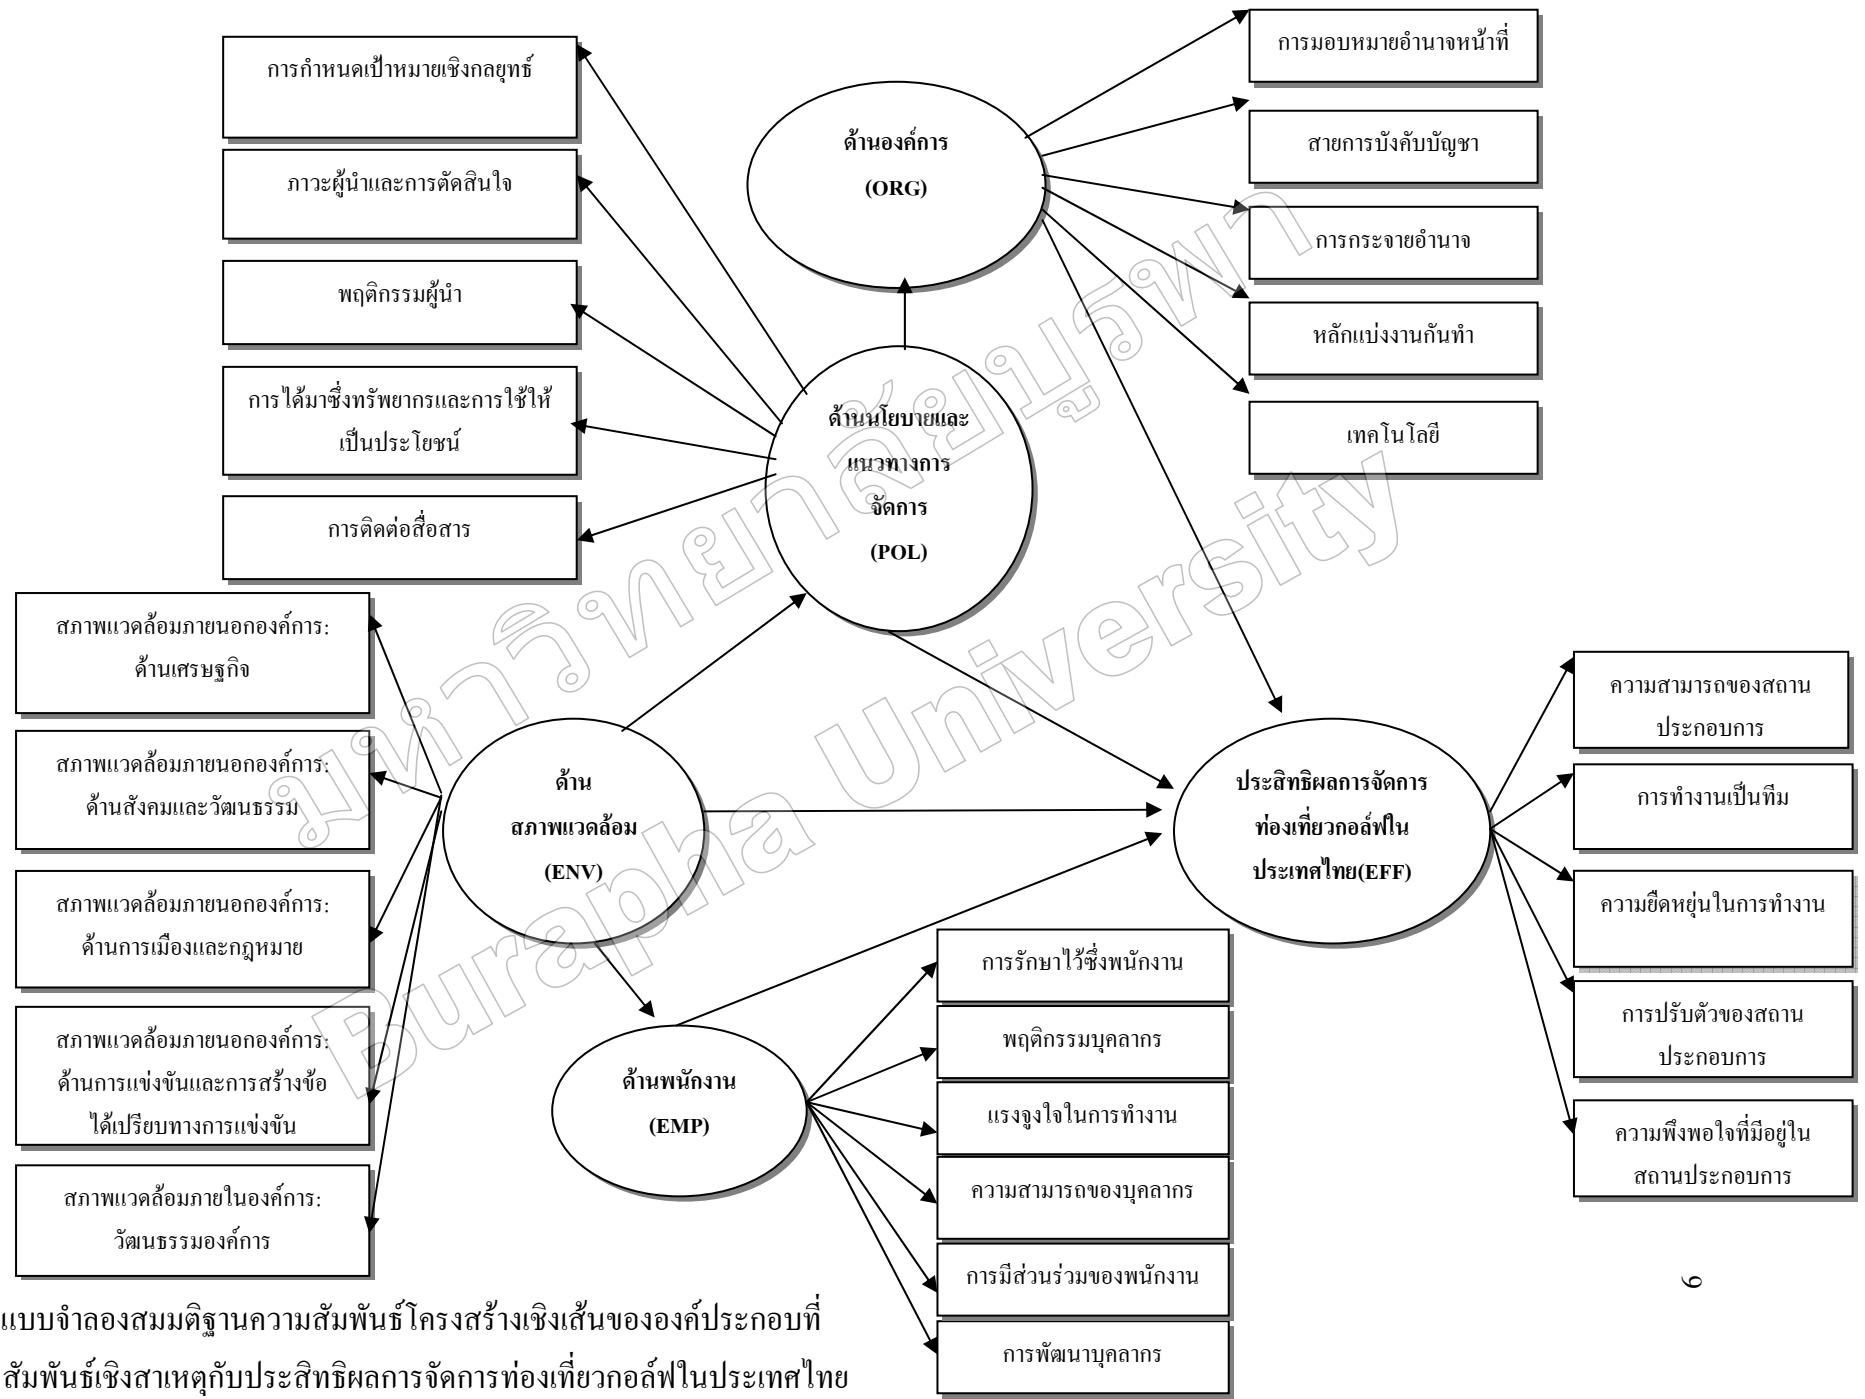 การกำหนดเป้าหมายเชิงกลยุทธ์
ภาวะผู้นำและการตัดสินใจ
พฤติกรรมผู้นำ
การได้มาซึ่งทรัพยากรและการใช้ให้
เป็นประโยชน์
การติดต่อสื่อสาร
ด้านองค์การ
(ORG)
การมอบหมายอำนาจหน้าที่
สายการบังคับบัญชา
การกระจายอำนาจ
หลักแบ่งงานกันทำ
เทคโนโลยี
ด้านนโยบายและ
แนวทางการ
จัดการ
(POL)
สภาพแวดล้อมภายนอกองค์การ:
ด้านเศรษฐกิจ
สภาพแวดล้อมภายนอกองค์การ:
ด้านสังคมและวัฒนธรรม
สภาพแวดล้อมภายนอกองค์การ:
ด้านการเมืองและกฎหมาย
สภาพแวดล้อมภายนอกองค์การ:
ด้านการแข่งขันและการสร้างข้อ
ได้เปรียบทางการแข่งขัน
สภาพแวดล้อมภายในองค์การ:
วัฒนธรรมองค์การ
ด้าน
สภาพแวดล้อม
(ENV)
ประสิทธิผลการจัดการ
ท่องเที่ยวกอล์ฟใน
ประเทศไทย(EFF)
ความสามารถของสถาน
ประกอบการ
การทำงานเป็นทีม
ความยืดหยุ่นในการทำงาน
การปรับตัวของสถาน
ประกอบการ
ความพึงพอใจที่มีอยู่ใน
สถานประกอบการ
ด้านพนักงาน
(EMP)
การรักษาไว้ซึ่งพนักงาน
พฤติกรรมบุคลากร
แรงจูงใจในการทำงาน
ความสามารถของบุคลากร
การมีส่วนร่วมของพนักงาน
การพัฒนาบุคลากร
แบบจำลองสมมติฐานความสัมพันธ์โครงสร้างเชิงเส้นขององค์ประกอบที่
สัมพันธ์เชิงสาเหตุกับประสิทธิผลการจัดการท่องเที่ยวกอล์ฟในประเทศไทย
มหาวิทยาลัยบูรพา
Burapha University